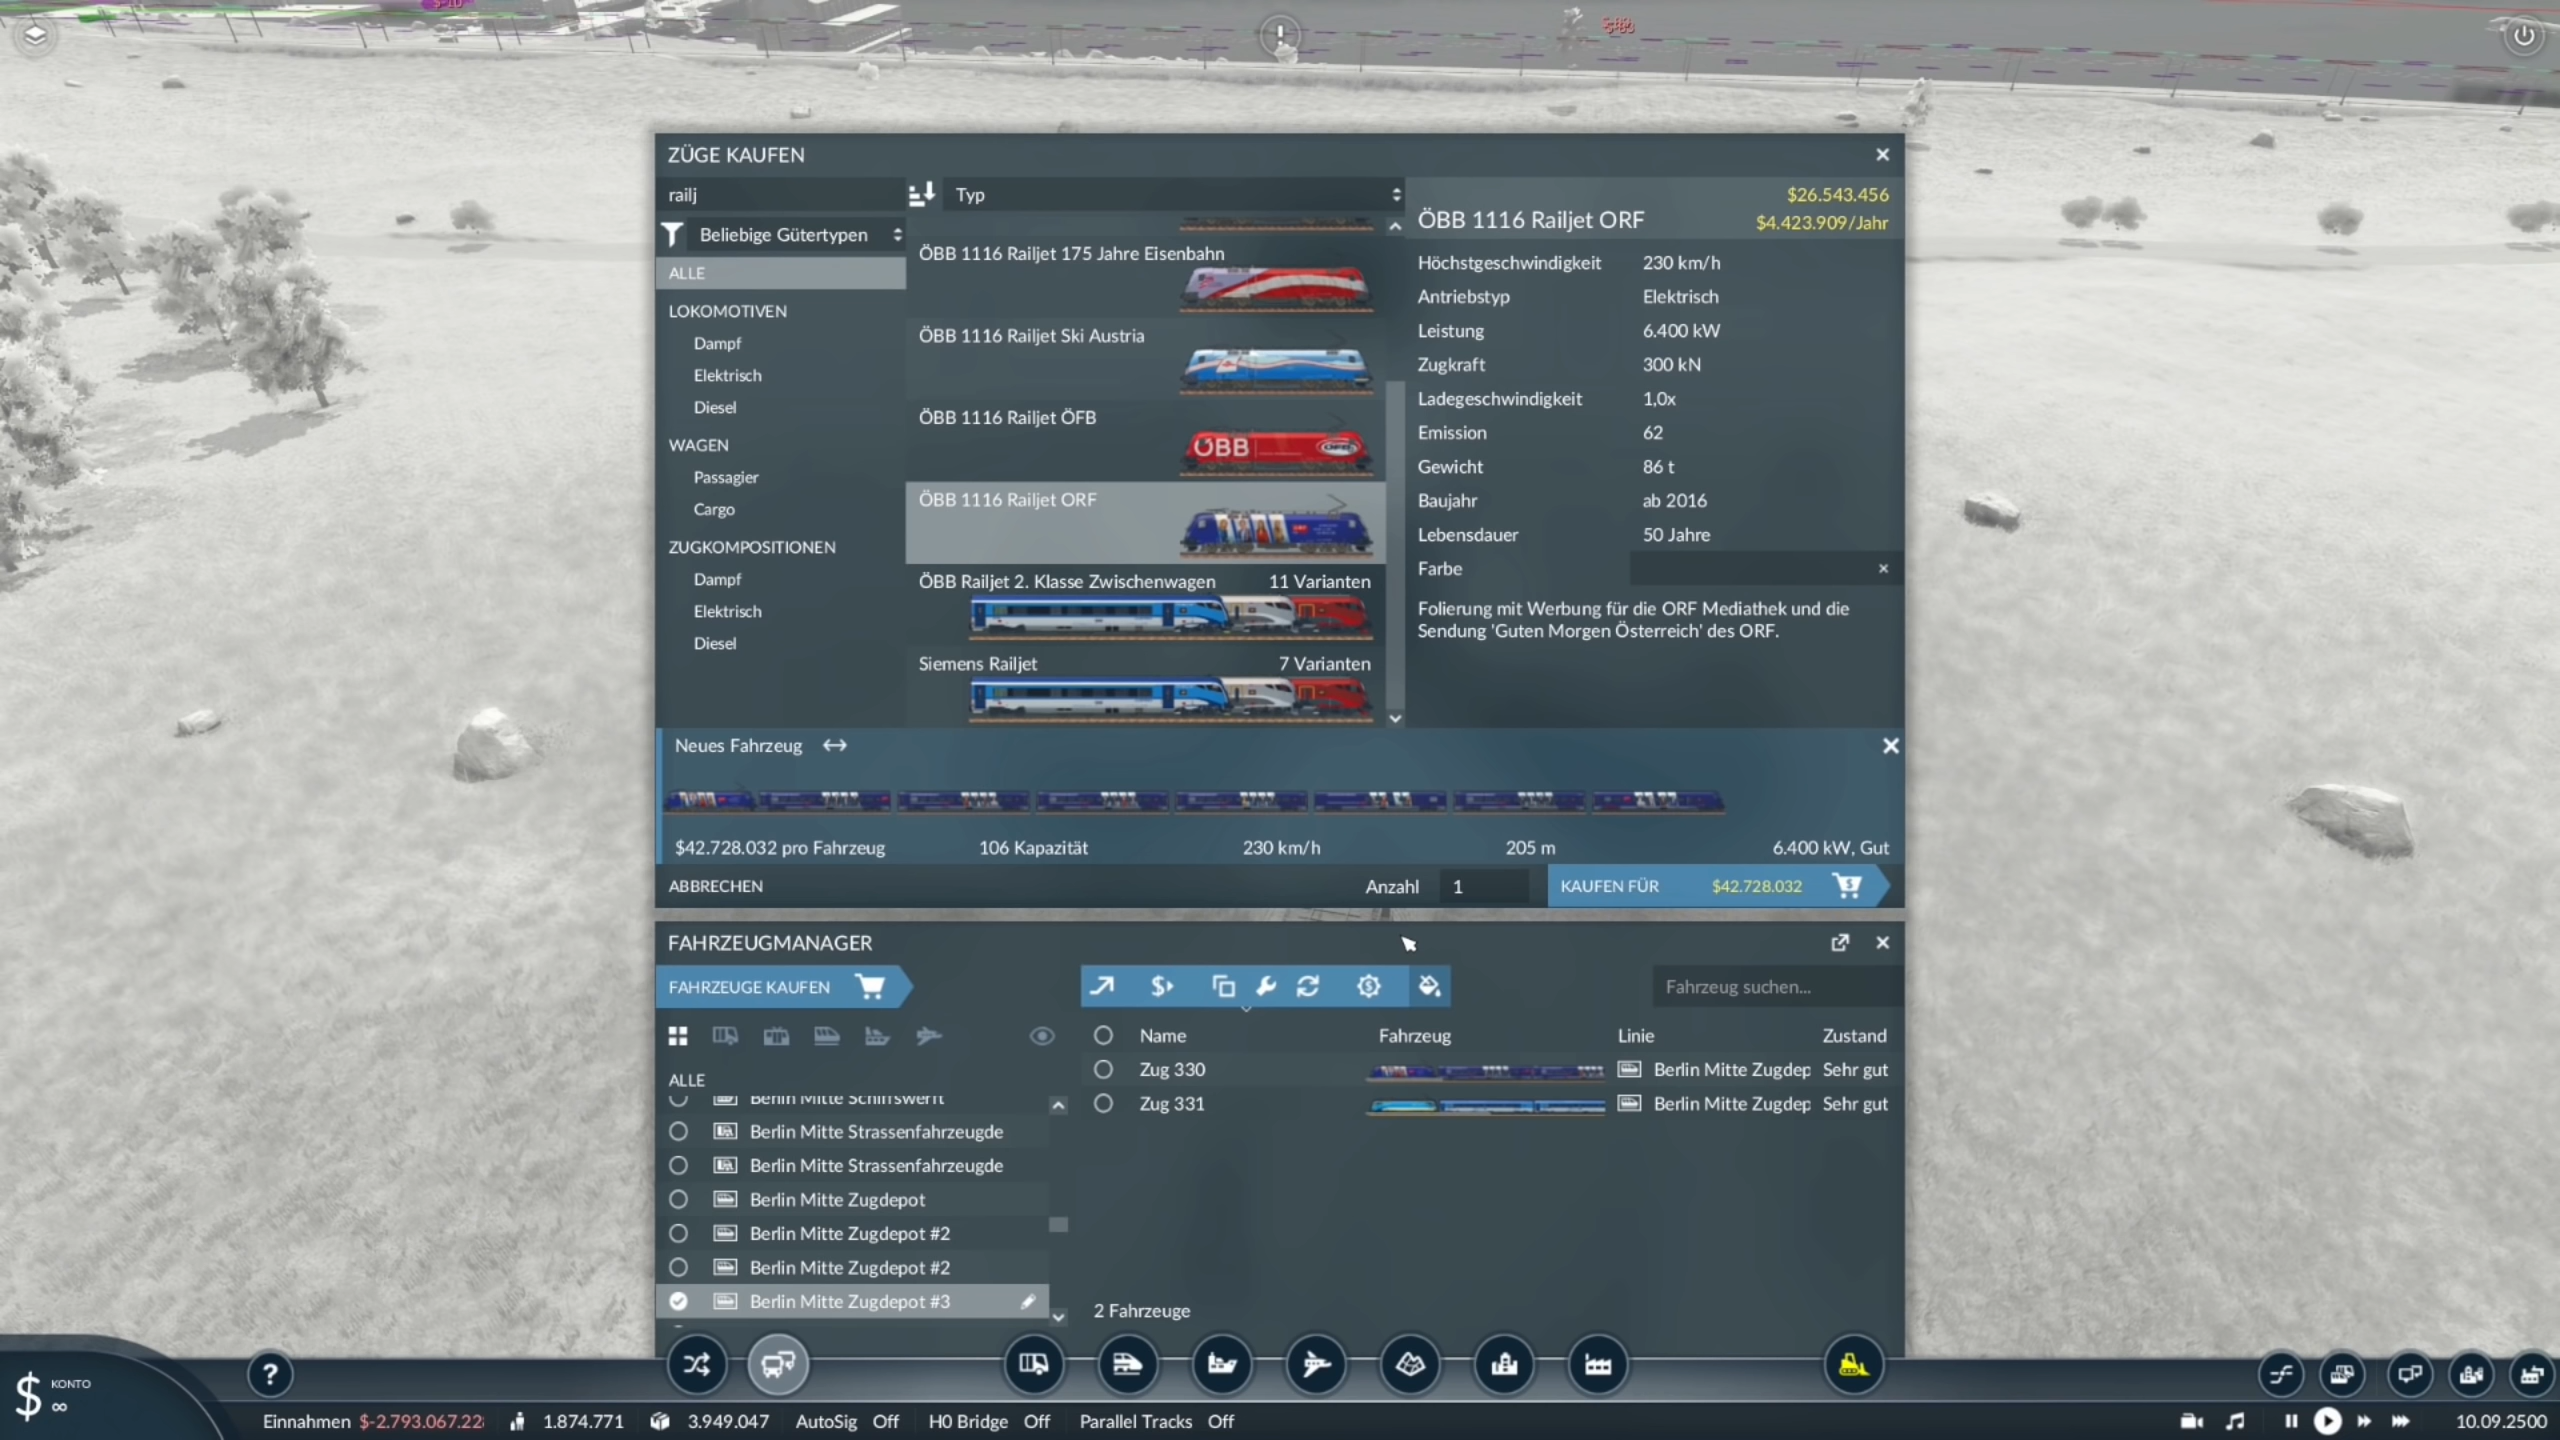 ZÜGE KAUFEN
railj
Typ
Beliebige Gütertypen
ALLE
LOKOMOTIVEN
Dampf
Elektrisch
Diesel
WAGEN
Passagier
Cargo
ZUGKOMPOSITIONEN
Dampf
Elektrisch
Diesel
ÖBB 1116 Railjet 175 Jahre Eisenbahn
ÖBB 1116 Railjet Ski Austria
ÖBB 1116 Railjet ÖFB
ÖBB
ÖBB 1116 Railjet ORF
ÖBB Railjet 2. Klasse Zwischenwagen 11 Varianten
Siemens Railjet 7 Varianten
$26.543.456
ÖBB 1116 Railjet ORF $4.423.909/Jahr
Höchstgeschwindigkeit 230 km/h
Antriebstyp Elektrisch
Leistung 6.400 kW
Zugkraft 300 kN
Ladegeschwindigkeit 1,0x
Emission 62
Gewicht 86 t
Baujahr ab 2016
Lebensdauer 50 Jahre
Farbe
Folierung mit Werbung für die ORF Mediathek und die
Sendung 'Guten Morgen Österreich' des ORF.
Neues Fahrzeug
$42.728.032 pro Fahrzeug 106 Kapazität 230 km/h 205 m 6.400 kW, Gut
ABBRECHEN Anzahl 1 KAUFEN FÜR $42.728.032
FAHRZEUGMANAGER
FAHRZEUGE KAUFEN
Fahrzeug suchen...
ALLE
Berlin Mitte Schiffswerft
Berlin Mitte Strassenfahrzeugde
Berlin Mitte Strassenfahrzeugde
Berlin Mitte Zugdepot
Berlin Mitte Zugdepot #2
Berlin Mitte Zugdepot #2
Berlin Mitte Zugdepot #3
Name Fahrzeug Linie Zustand
Zug 330 Berlin Mitte Zugdep Sehr gut
Zug 331 Berlin Mitte Zugdep Sehr gut
2 Fahrzeuge
KONTO
∞
Einnahmen $-2.793.067.22 1.874.771 3.949.047 AutoSig Off H0 Bridge Off Parallel Tracks Off 10.09.2500